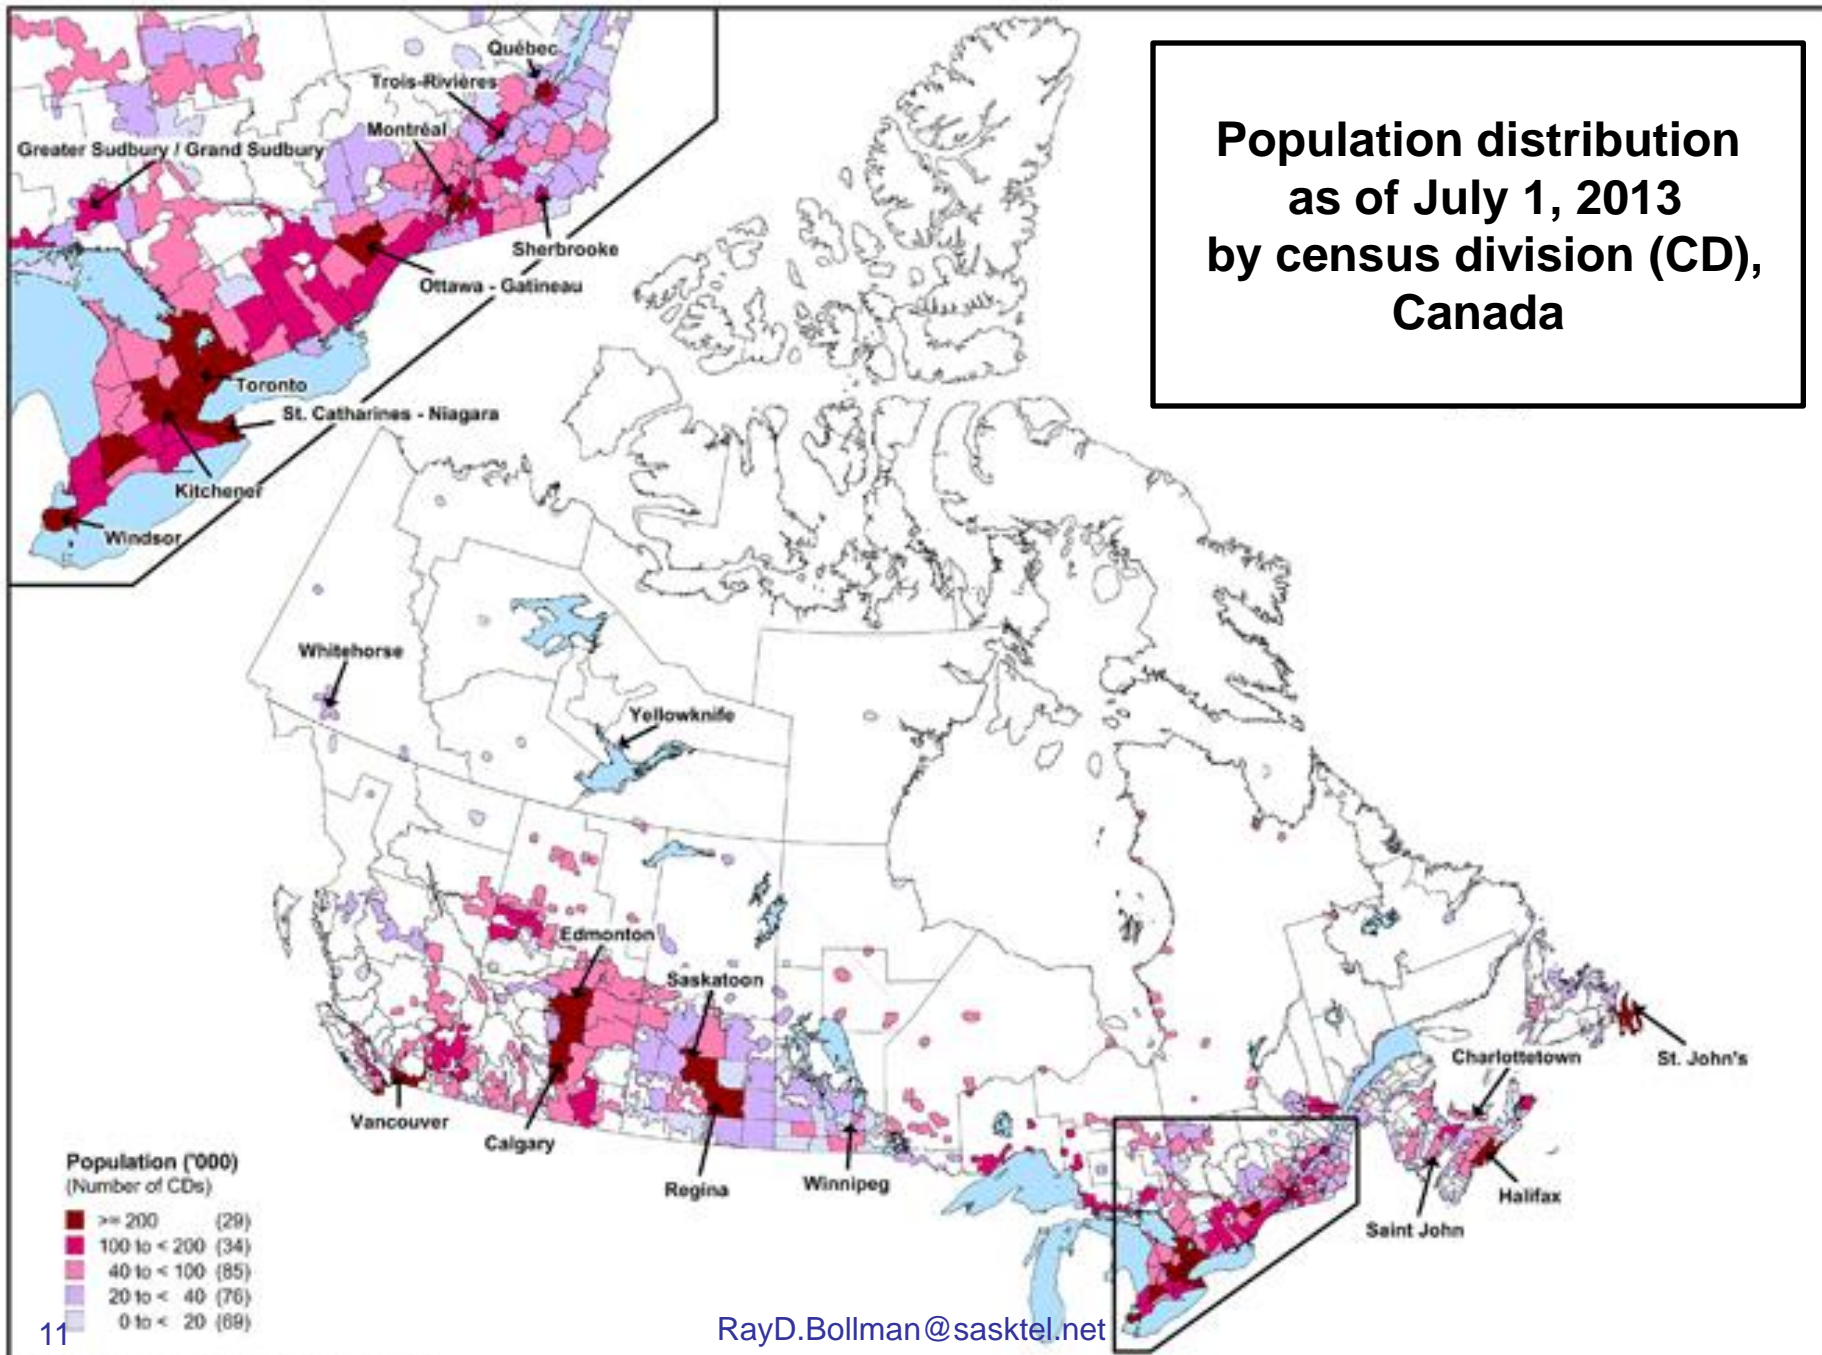 Population distribution
as of July 1, 2013
by census division (CD),
Canada
Québec
Trois-Rivières
Montréal
Greater Sudbury / Grand Sudbury
Sherbrooke
Ottawa - Gatineau
Toronto
St. Catharines - Niagara
Kitchener
Windsor
Whitehorse
Yellowknife
Edmonton
Saskatoon
Vancouver
Calgary
Regina
Winnipeg
Charlottetown
St. John's
Halifax
Saint John
Population ('000)
(Number of CDs)
>= 200 (29)
100 to < 200 (34)
40 to < 100 (85)
20 to < 40 (76)
0 to < 20 (69)
11
RayD.Bollman@sasktel.net